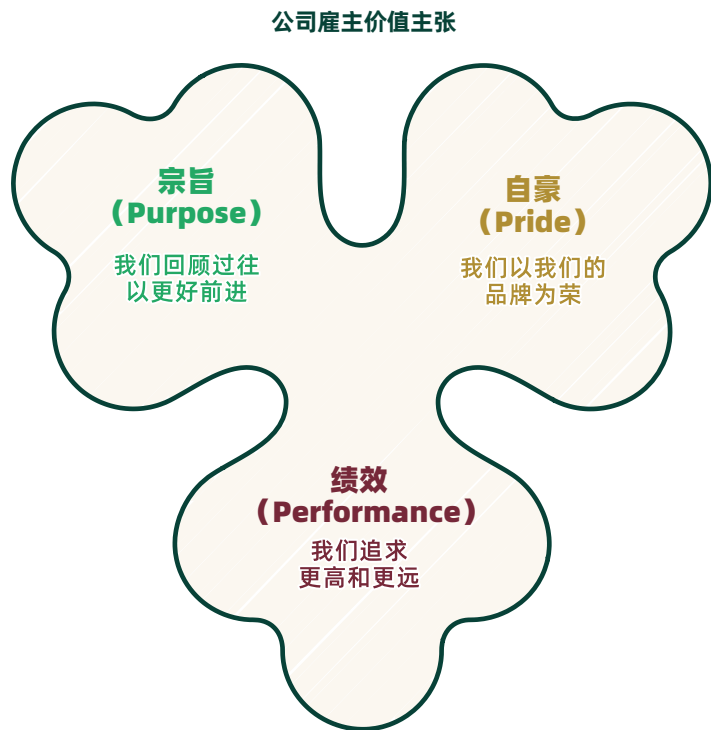 公司雇主价值主张
宗旨
（Purpose）
我们回顾过往
以更好前进
自豪
（Pride）
我们以我们的
品牌为荣
绩效
（Performance）
我们追求
更高和更远